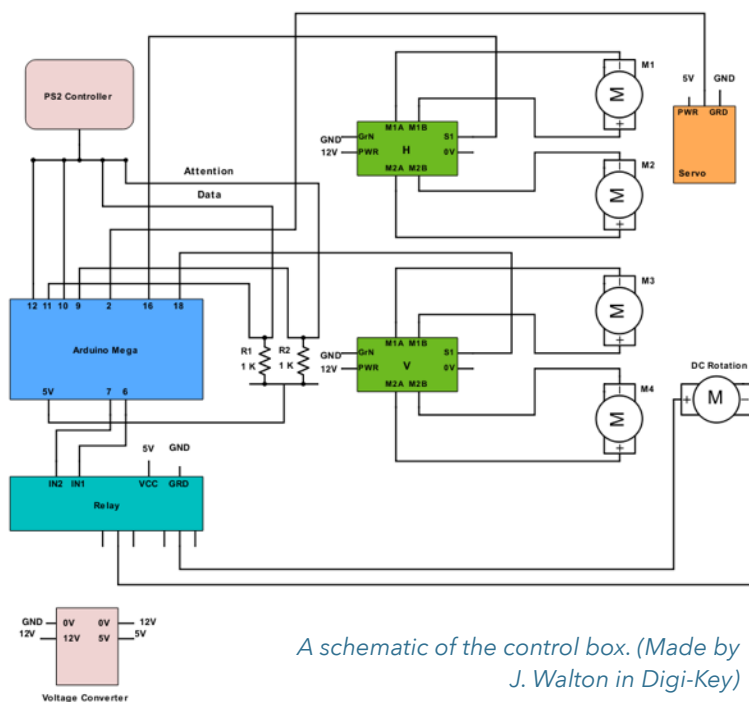 PS2 Controller
Attention
Data
12 11 10 9 2 16 18
Arduino Mega
5V 7 6
R1
1 K
R2
1 K
5V GND
IN2 IN1 VCC GRD
Relay
GND 0V 0V 12V
12V 12V 5V 5V
Voltage Converter
M1A M1B
GND GrN S1
12V PWR H 0V
M2A M2B
M1
M
M2
M
M1A M1B
GND GrN S1
12V PWR V 0V
M2A M2B
M3
M
M4
M
5V GND
PWR GRD
Servo
DC Rotation
M
A schematic of the control box. (Made by
J. Walton in Digi-Key)